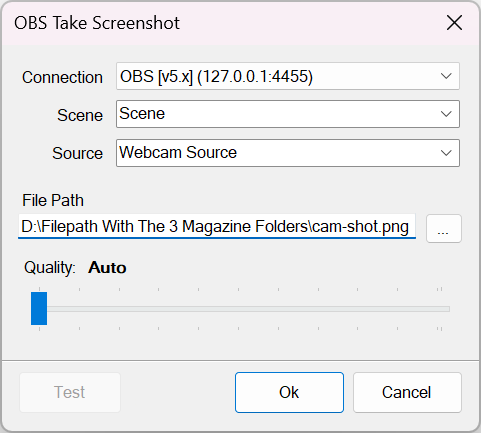 OBS Take Screenshot
Connection OBS [v5.x] (127.0.0.1:4455)
Scene Scene
Source Webcam Source
File Path
D:\Filepath With The 3 Magazine Folders\cam-shot.png ...
Quality: Auto
Test Ok Cancel